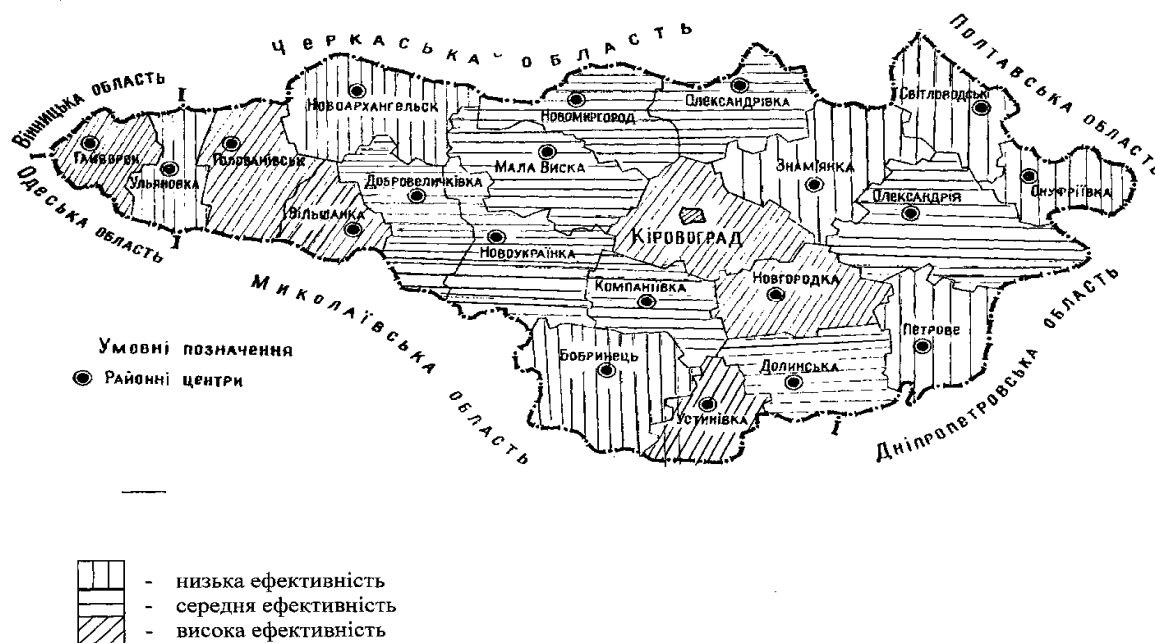 Черкаська область
Полтавська область
Вінницька область
Одеська область
Миколаївська область
Дніпропетровська область
Новоархангельск
Новомиргород
Олександрівка
Світловодськ
Гайворон
Ульяновка
Голованівськ
Мала Виска
Знам'янка
Онуфріївка
Добровеличківка
Олександрія
Вільшанка
Кіровоград
Новоукраїнка
Компаніївка
Новгородка
Петрове
Бобринець
Долинська
Устинівка
Умовні позначення
Районні центри
- низька ефективність
- середня ефективність
- висока ефективність